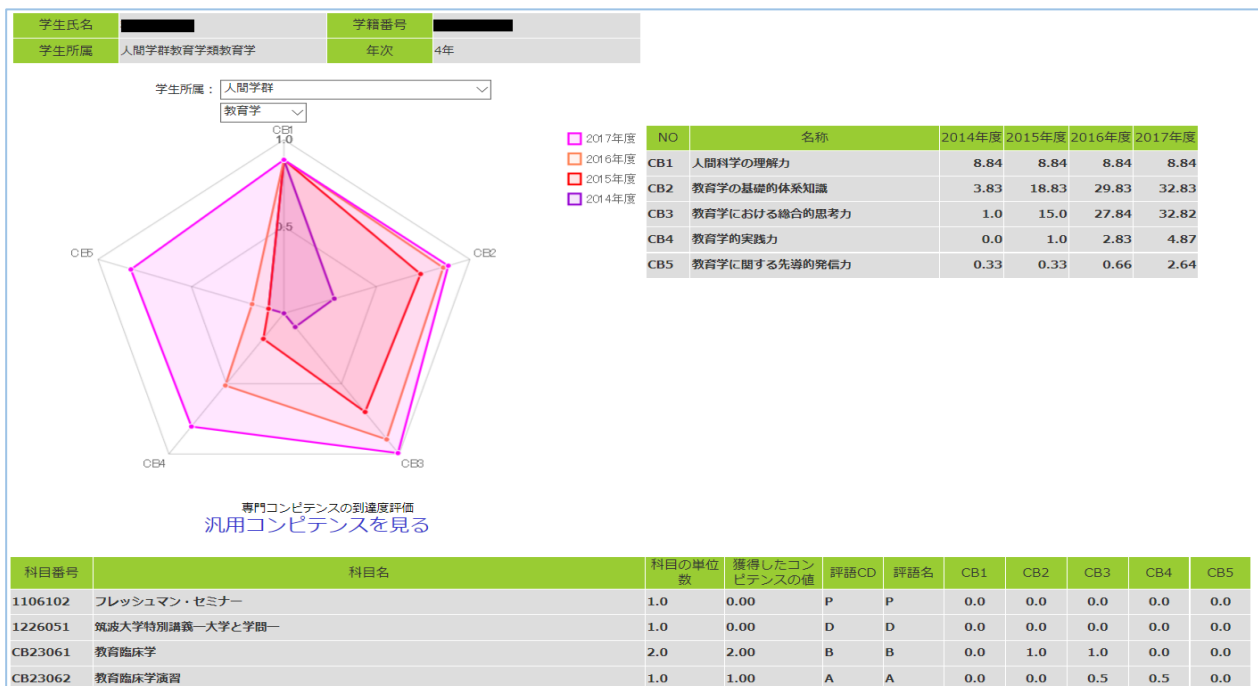 学生氏名 学籍番号
学生所属 人間学群教育学類教育学 年次 4年
学生所属： 人間学群
教育学
CB1
1.0
0.5
CB5
CB2
CB4
CB3
2017年度
2016年度
2015年度
2014年度
NO 名称 2014年度 2015年度 2016年度 2017年度
CB1 人間科学の理解力 8.84 8.84 8.84 8.84
CB2 教育学の基礎的体系知識 3.83 18.83 29.83 32.83
CB3 教育学における総合的思考力 1.0 15.0 27.84 32.82
CB4 教育学的実践力 0.0 1.0 2.83 4.87
CB5 教育学に関する先導的発信力 0.33 0.33 0.66 2.64
専門コンピテンスの到達度評価
汎用コンピテンスを見る
科目番号 科目名 科目の単位数 獲得したコンピテンスの値 評語CD 評語名 CB1 CB2 CB3 CB4 CB5
1106102 フレッシュマン・セミナー 1.0 0.00 P P 0.0 0.0 0.0 0.0 0.0
1226051 筑波大学特別講義―大学と学問― 1.0 0.00 D D 0.0 0.0 0.0 0.0 0.0
CB23061 教育臨床学 2.0 2.00 B B 0.0 1.0 1.0 0.0 0.0
CB23062 教育臨床学演習 1.0 1.00 A A 0.0 0.0 0.5 0.5 0.0